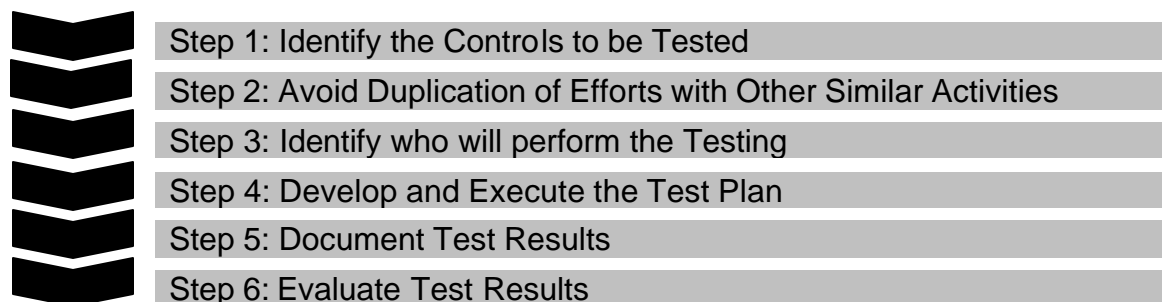 Step 1: Identify the Controls to be Tested
Step 2: Avoid Duplication of Efforts with Other Similar Activities
Step 3: Identify who will perform the Testing
Step 4: Develop and Execute the Test Plan
Step 5: Document Test Results
Step 6: Evaluate Test Results